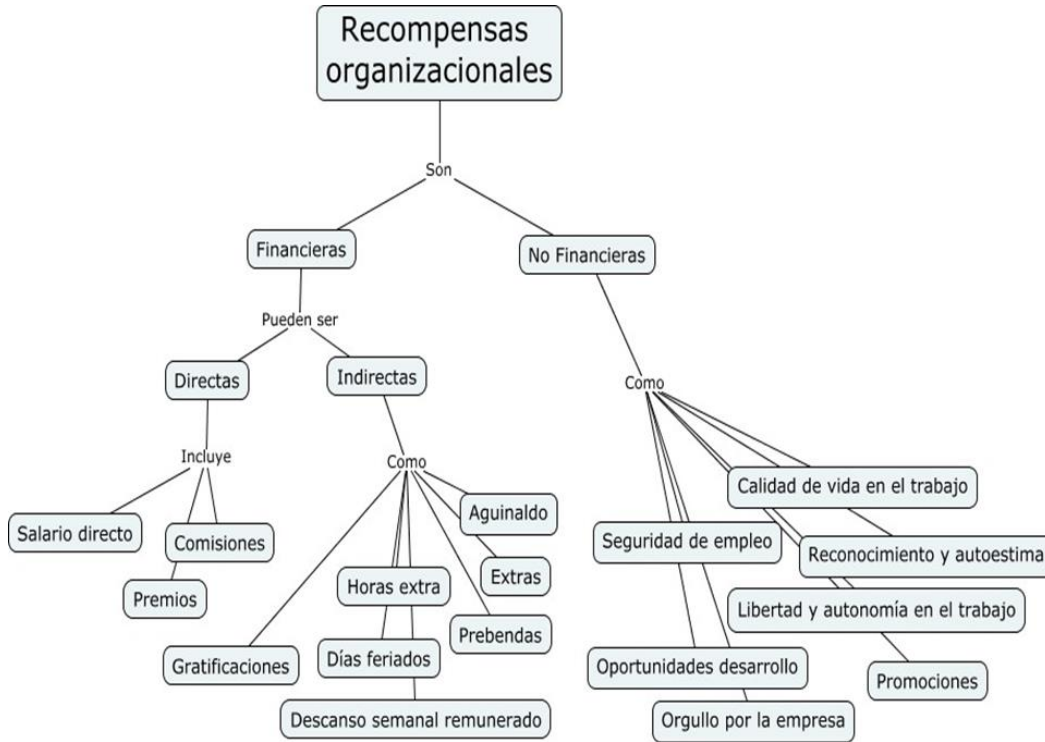 Recompensas
organizacionales
Son
Financieras
No Financieras
Pueden ser
Directas
Indirectas
Como
Incluye
Como
Calidad de vida en el trabajo
Aguinaldo
Salario directo
Comisiones
Seguridad de empleo
Reconocimiento y autoestima
Extras
Horas extra
Premios
Libertad y autonomía en el trabajo
Prebendas
Días feriados
Gratificaciones
Oportunidades desarrollo
Promociones
Descanso semanal remunerado
Orgullo por la empresa